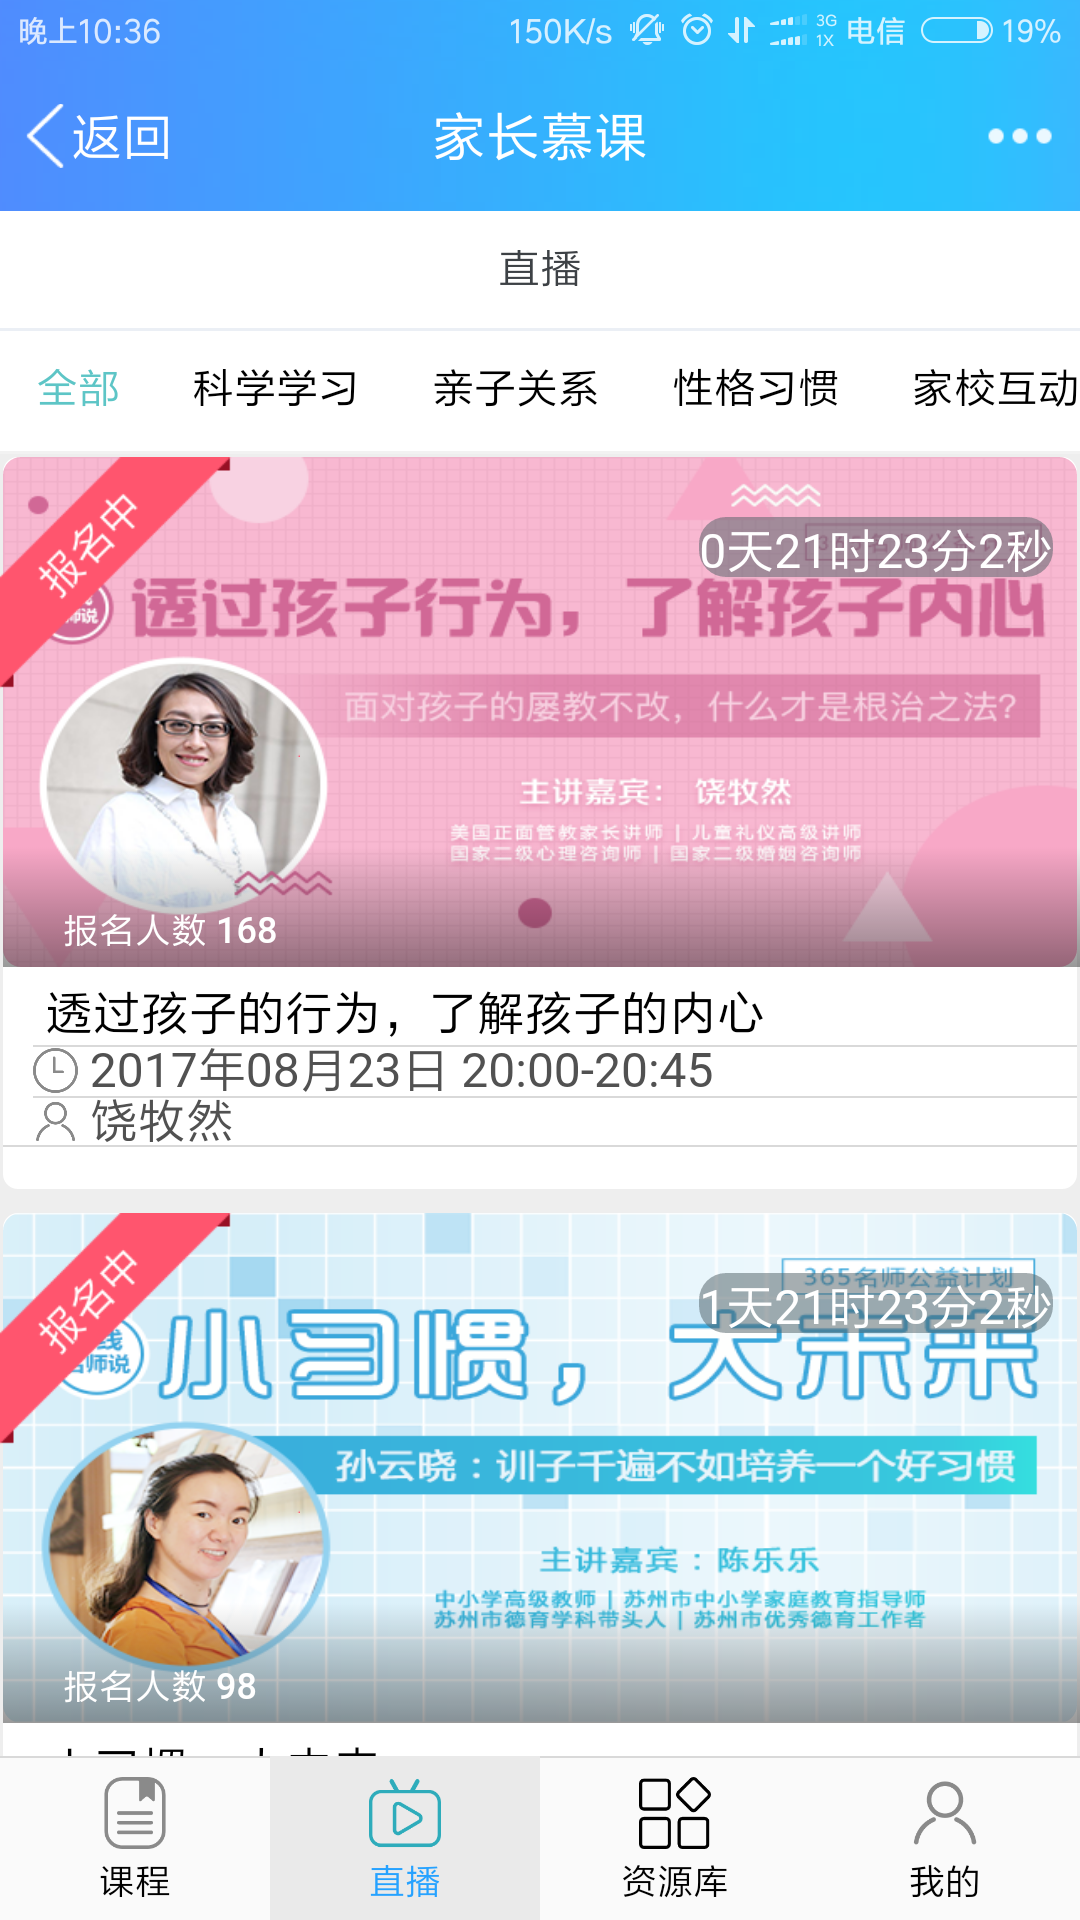 晚上10:36
150K/s
3G
1X
电信
19%
返回
家长慕课
直播
全部
科学学习
亲子关系
性格习惯
家校互动
报名中
0天21时23分2秒
师说
透过孩子行为，了解孩子内心
面对孩子的屡教不改，什么才是根治之法?
主讲嘉宾： 饶牧然
美国正面管教家长讲师 | 儿童礼仪高级讲师
国家二级心理咨询师 | 国家二级婚姻咨询师
报名人数 168
透过孩子的行为，了解孩子的内心
2017年08月23日 20:00-20:45
饶牧然
报名中
365名师公益计划
1天21时23分2秒
线
名师说
小习惯，大未来
孙云晓：训子千遍不如培养一个好习惯
主讲嘉宾：陈乐乐
中小学高级教师 | 苏州市中小学家庭教育指导师
苏州市德育学科带头人 | 苏州市优秀德育工作者
报名人数 98
课程
直播
资源库
我的